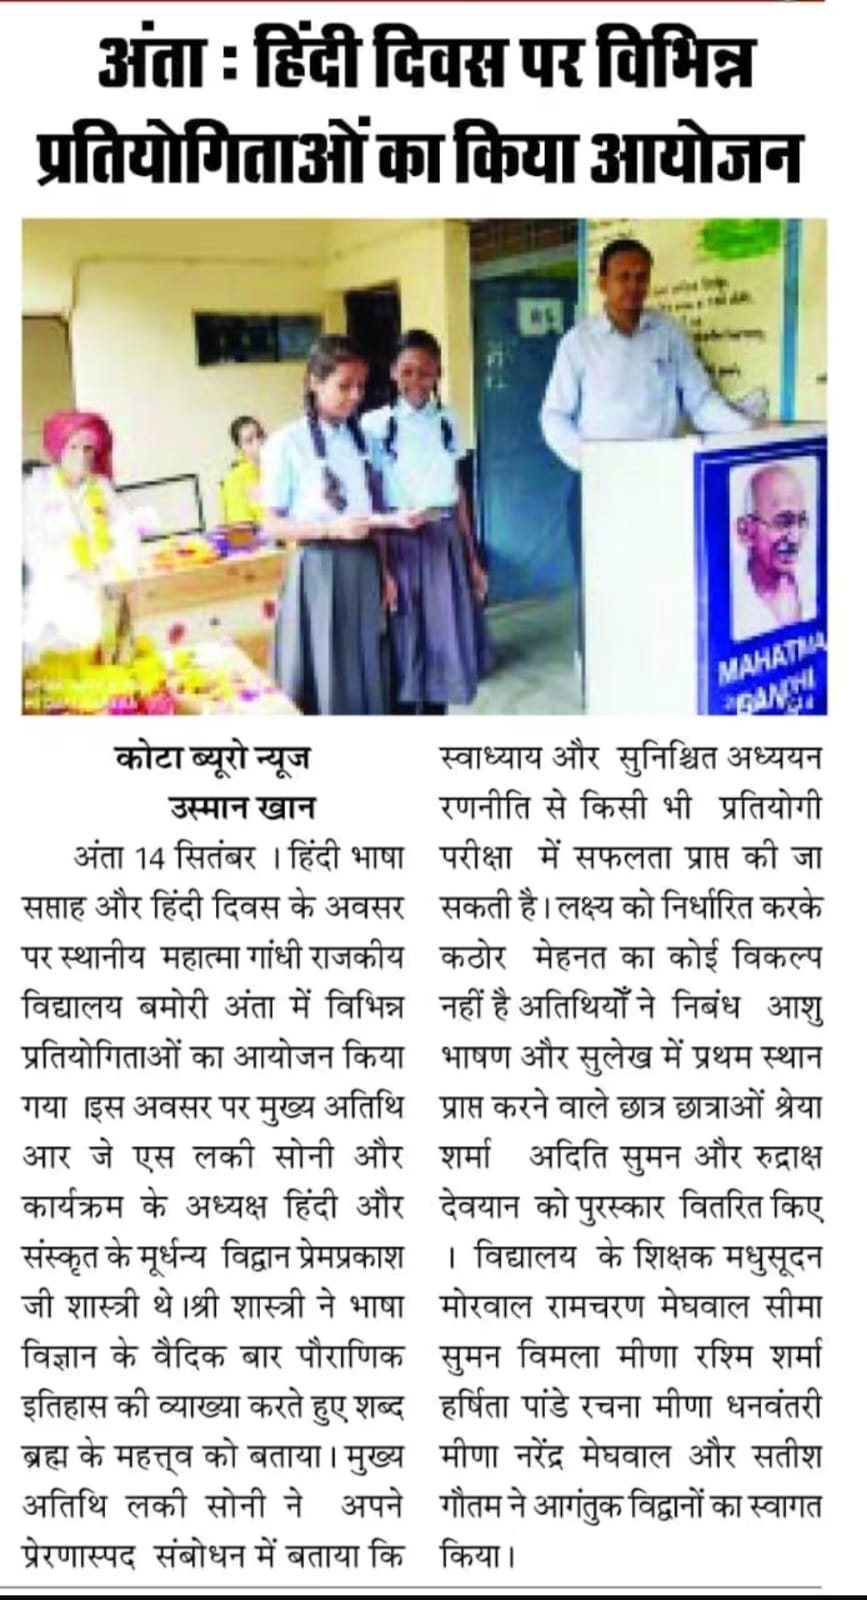 अंता : हिंदी दिवस पर विभिन्न
प्रतियोगिताओं का किया आयोजन
MAHATMA
GANDHI
कोटा ब्यूरो न्यूज
उस्मान खान
अंता 14 सितंबर । हिंदी भाषा
सप्ताह और हिंदी दिवस के अवसर
पर स्थानीय महात्मा गांधी राजकीय
विद्यालय बमोरी अंता में विभिन्न
प्रतियोगिताओं का आयोजन किया
गया ।इस अवसर पर मुख्य अतिथि
आर जे एस लकी सोनी और
कार्यक्रम के अध्यक्ष हिंदी और
संस्कृत के मूर्धन्य विद्वान प्रेमप्रकाश
जी शास्त्री थे ।श्री शास्त्री ने भाषा
विज्ञान के वैदिक बार पौराणिक
इतिहास की व्याख्या करते हुए शब्द
ब्रह्म के महत्त्व को बताया। मुख्य
अतिथि लकी सोनी ने अपने
प्रेरणास्पद संबोधन में बताया कि
स्वाध्याय और सुनिश्चित अध्ययन
रणनीति से किसी भी प्रतियोगी
परीक्षा में सफलता प्राप्त की जा
सकती है। लक्ष्य को निर्धारित करके
कठोर मेहनत का कोई विकल्प
नहीं है अतिथियोंँ ने निबंध आशु
भाषण और सुलेख में प्रथम स्थान
प्राप्त करने वाले छात्र छात्राओं श्रेया
शर्मा अदिति सुमन और रुद्राक्ष
देवयान को पुरस्कार वितरित किए
। विद्यालय के शिक्षक मधुसूदन
मोरवाल रामचरण मेघवाल सीमा
सुमन विमला मीणा रश्मि शर्मा
हर्षिता पांडे रचना मीणा धनवंतरी
मीणा नरेंद्र मेघवाल और सतीश
गौतम ने आगंतुक विद्वानों का स्वागत
किया।